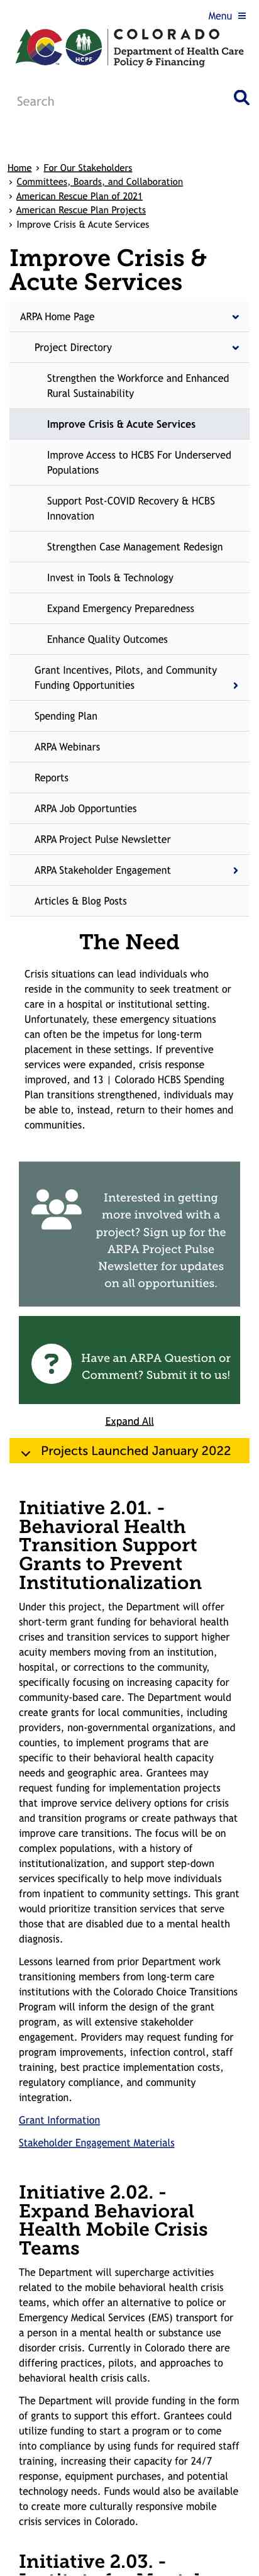 Menu ≡
COLORADO
Department of Health Care
Policy & Financing
HCPF
Search
Home › For Our Stakeholders
› Committees, Boards, and Collaboration
› American Rescue Plan of 2021
› American Rescue Plan Projects
› Improve Crisis & Acute Services
Improve Crisis &
Acute Services
ARPA Home Page
Project Directory
Strengthen the Workforce and Enhanced
Rural Sustainability
Improve Crisis & Acute Services
Improve Access to HCBS For Underserved
Populations
Support Post-COVID Recovery & HCBS
Innovation
Strengthen Case Management Redesign
Invest in Tools & Technology
Expand Emergency Preparedness
Enhance Quality Outcomes
Grant Incentives, Pilots, and Community
Funding Opportunities
Spending Plan
ARPA Webinars
Reports
ARPA Job Opportunties
ARPA Project Pulse Newsletter
ARPA Stakeholder Engagement
Articles & Blog Posts
The Need
Crisis situations can lead individuals who
reside in the community to seek treatment or
care in a hospital or institutional setting.
Unfortunately, these emergency situations
can often be the impetus for long-term
placement in these settings. If preventive
services were expanded, crisis response
improved, and 13 | Colorado HCBS Spending
Plan transitions strengthened, individuals may
be able to, instead, return to their homes and
communities.
Interested in getting
more involved with a
project? Sign up for the
ARPA Project Pulse
Newsletter for updates
on all opportunities.
Have an ARPA Question or
Comment? Submit it to us!
Expand All
Projects Launched January 2022
Initiative 2.01. -
Behavioral Health
Transition Support
Grants to Prevent
Institutionalization
Under this project, the Department will offer
short-term grant funding for behavioral health
crises and transition services to support higher
acuity members moving from an institution,
hospital, or corrections to the community,
specifically focusing on increasing capacity for
community-based care. The Department would
create grants for local communities, including
providers, non-governmental organizations, and
counties, to implement programs that are
specific to their behavioral health capacity
needs and geographic area. Grantees may
request funding for implementation projects
that improve service delivery options for crisis
and transition programs or create pathways that
improve care transitions. The focus will be on
complex populations, with a history of
institutionalization, and support step-down
services specifically to help move individuals
from inpatient to community settings. This grant
would prioritize transition services that serve
those that are disabled due to a mental health
diagnosis.
Lessons learned from prior Department work
transitioning members from long-term care
institutions with the Colorado Choice Transitions
Program will inform the design of the grant
program, as will extensive stakeholder
engagement. Providers may request funding for
program improvements, infection control, staff
training, best practice implementation costs,
regulatory compliance, and community
integration.
Grant Information
Stakeholder Engagement Materials
Initiative 2.02. -
Expand Behavioral
Health Mobile Crisis
Teams
The Department will supercharge activities
related to the mobile behavioral health crisis
teams, which offer an alternative to police or
Emergency Medical Services (EMS) transport for
a person in a mental health or substance use
disorder crisis. Currently in Colorado there are
differing practices, pilots, and approaches to
behavioral health crisis calls.
The Department will provide funding in the form
of grants to support this effort. Grantees could
utilize funding to start a program or to come
into compliance by using funds for required staff
training, increasing their capacity for 24/7
response, equipment purchases, and potential
technology needs. Funds would also be available
to create more culturally responsive mobile
crisis services in Colorado.
Initiative 2.03. -